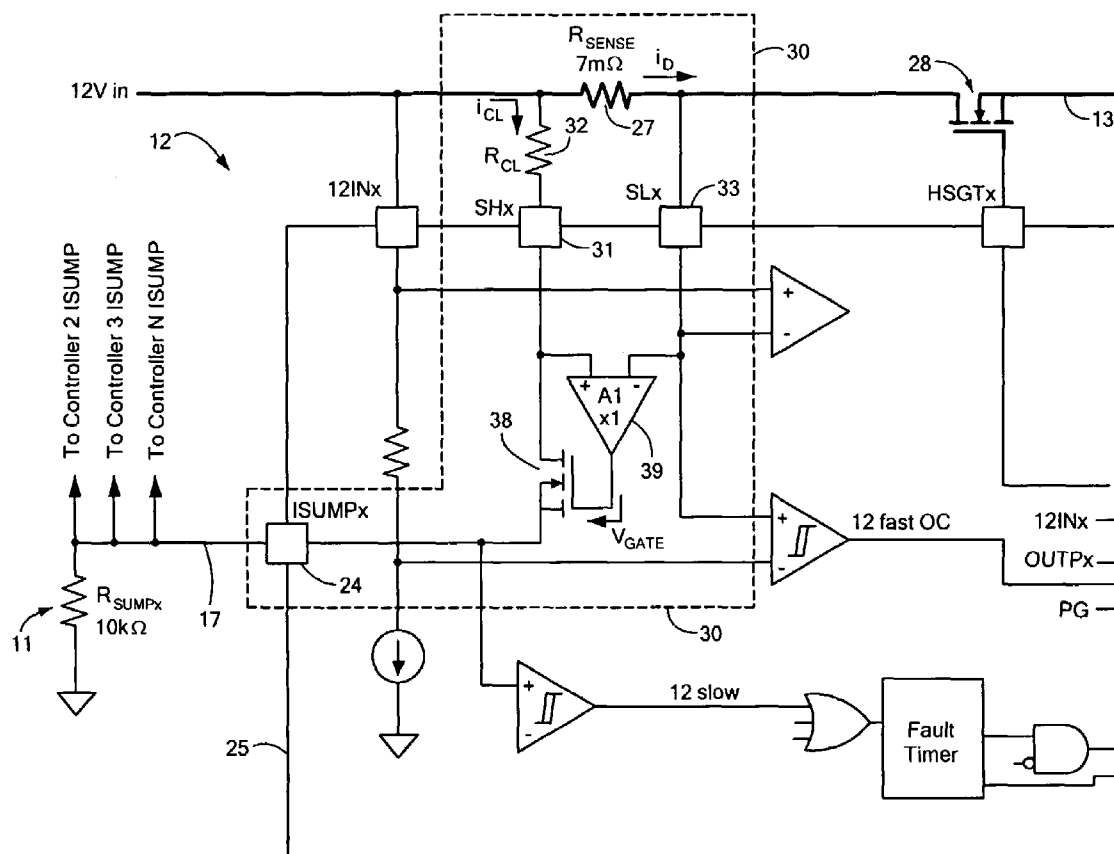 R_SENSE
7mΩ
i_D
30
28
12V in
13
i_CL
32
27
12
R_CL
12INx
SHx
SLx
33
HSGTx
31
To Controller 2 ISUMP
To Controller 3 ISUMP
To Controller N ISUMP
+
-
+
-
A1
x1
38
39
ISUMPx
V_GATE
+
-
12 fast OC
12INx
OUTPx
PG
24
17
11
R_SUMPx
10kΩ
30
+
-
12 slow
Fault
Timer
25